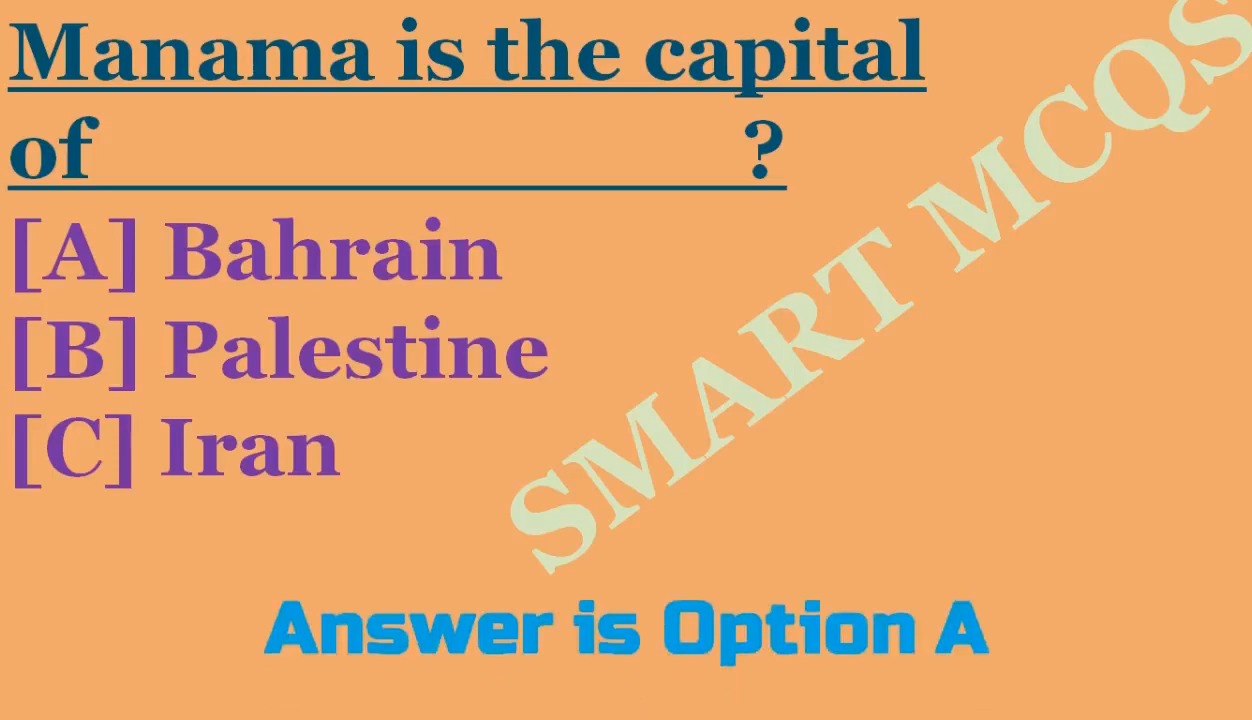 Manama is the capital
of ?
[A] Bahrain
[B] Palestine
[C] Iran
SMART MCQS
Answer is Option A